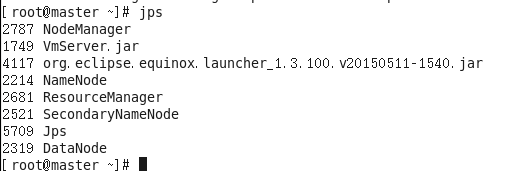 [root@master ~]# jps
2787 NodeManager
1749 VmServer.jar
4117 org.eclipse.equinox.launcher_1.3.100.v20150511-1540.jar
2214 NameNode
2681 ResourceManager
2521 SecondaryNameNode
5709 Jps
2319 DataNode
[root@master ~]#